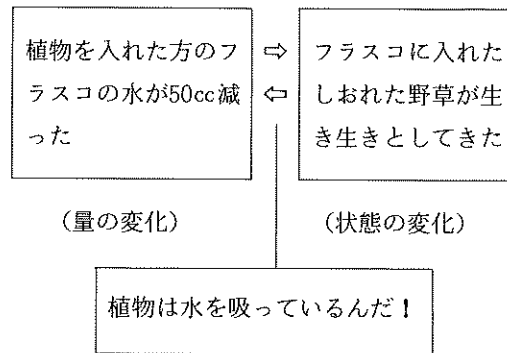 植物を入れた方のフ
ラスコの水が50cc減
った
⇨
⇦
フラスコに入れた
しおれた野草が生
き生きとしてきた
（量の変化）
（状態の変化）
植物は水を吸っているんだ！